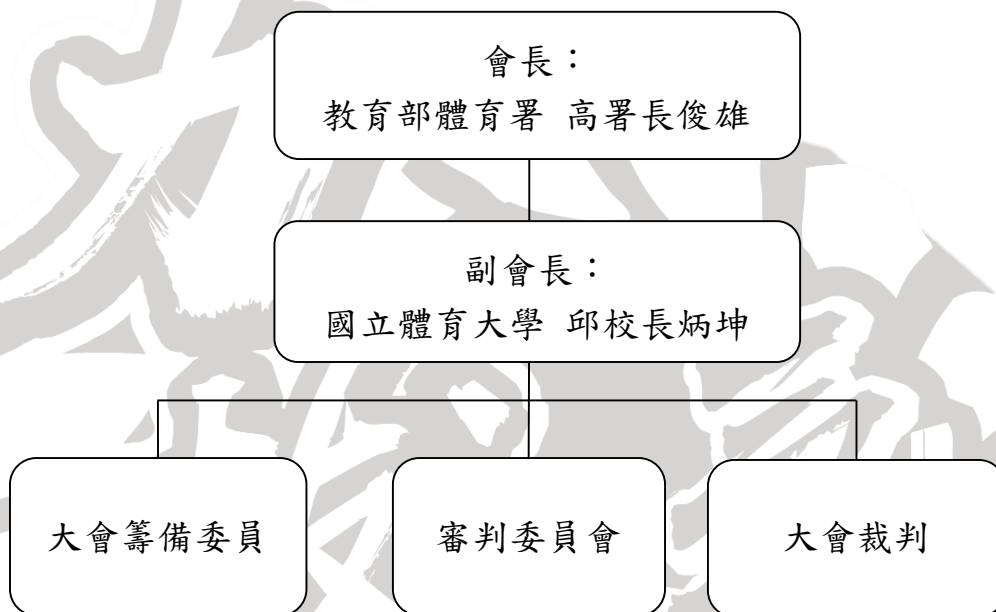 會長：
教育部體育署 高署長俊雄
副會長：
國立體育大學 邱校長炳坤
大會籌備委員
審判委員會
大會裁判